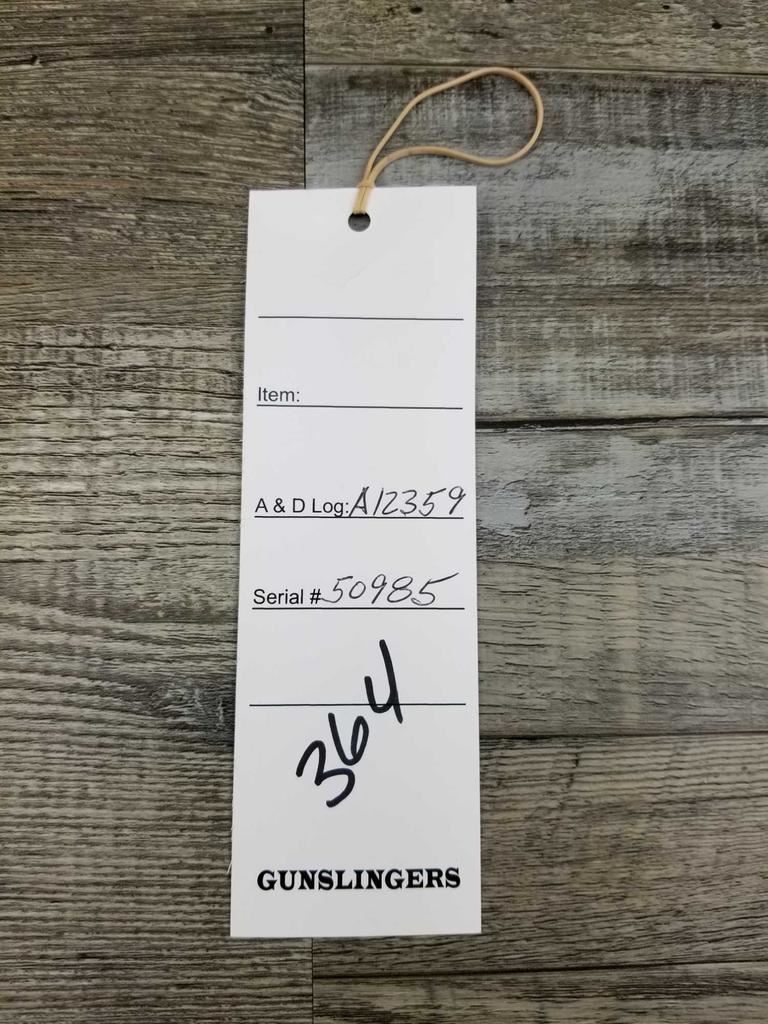 Item:
A & D Log: A12359
Serial # 50985
364
GUNSLINGERS